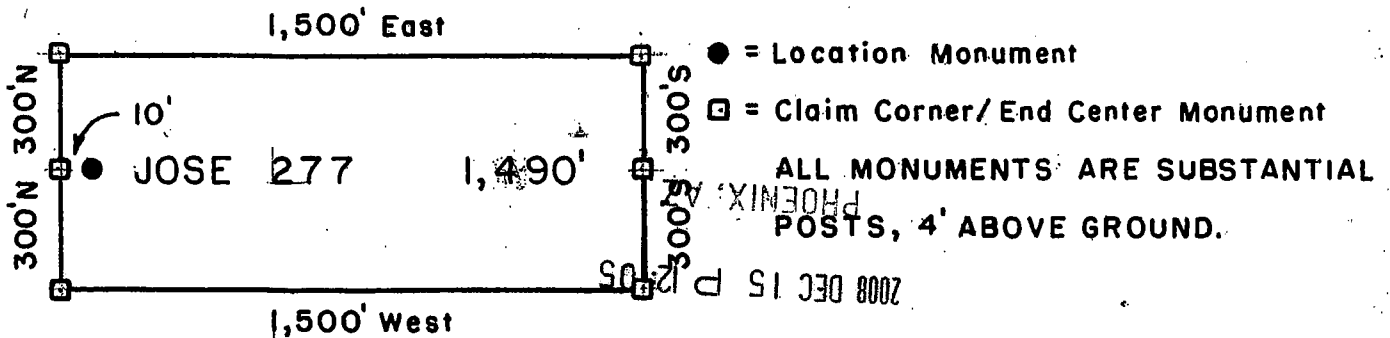 1,500' East
300'N
300'N
10'
JOSE 277 1,490'
300'S
300'S
1,500' West
● = Location Monument
⊡ = Claim Corner/End Center Monument
ALL MONUMENTS ARE SUBSTANTIAL
POSTS, 4' ABOVE GROUND.
PHOENIX, A
2008 DEC 15 P 12:05